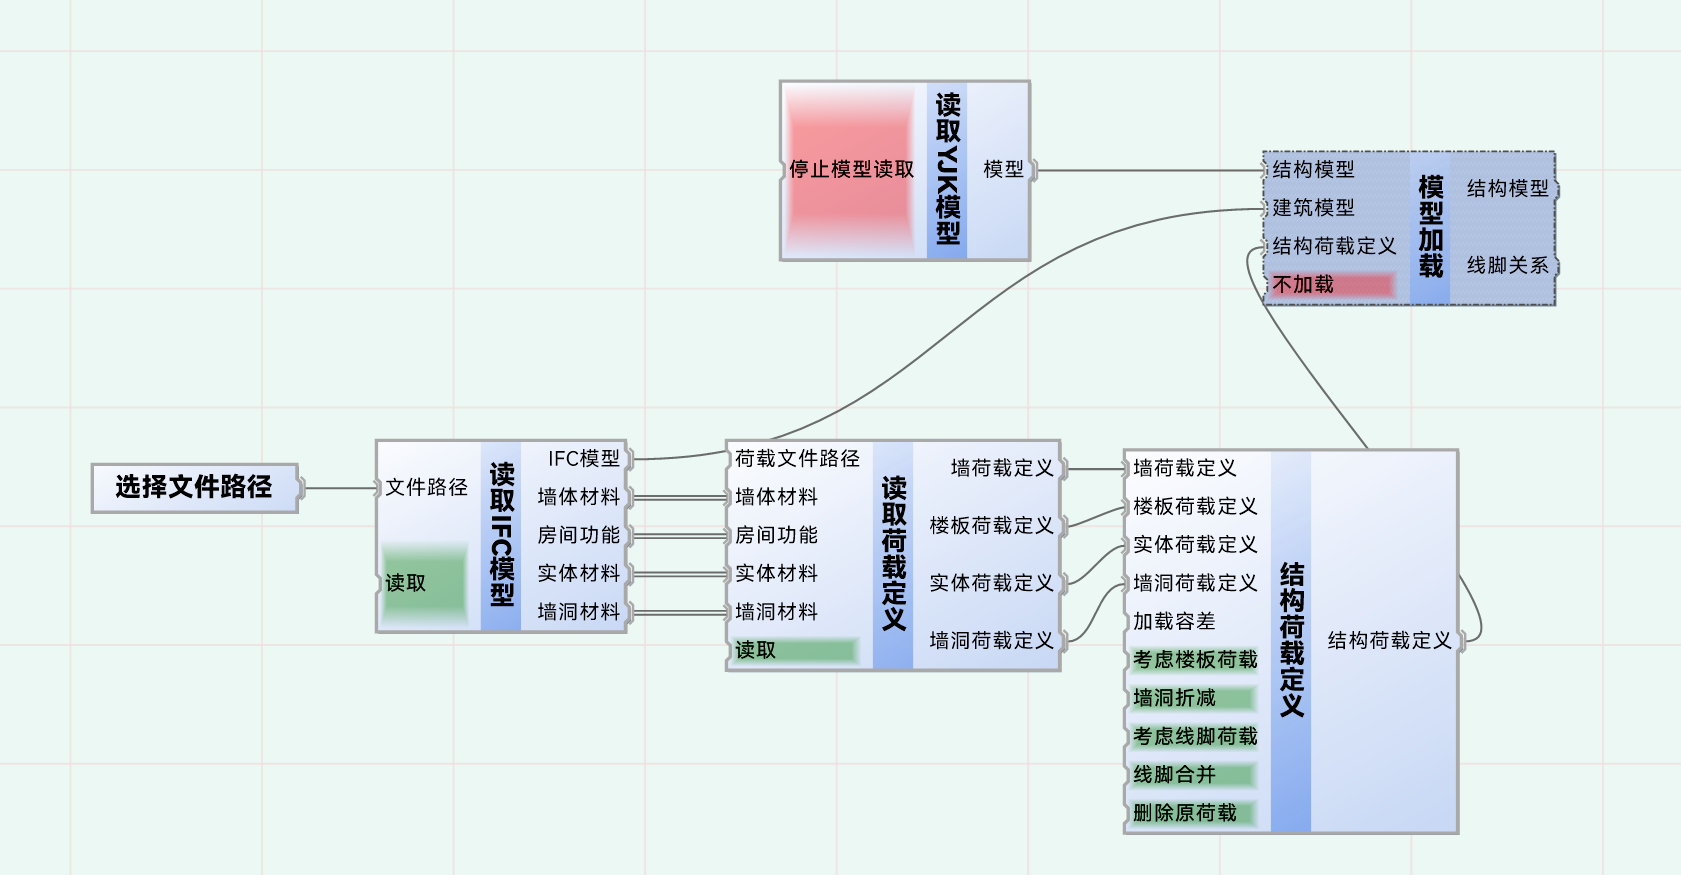 停止模型读取
读取YJK模型
模型
结构模型
建筑模型
结构荷载定义
不加载
模型加载
结构模型
线脚关系
选择文件路径
文件路径
读取
读取IFC模型
IFC模型
墙体材料
房间功能
实体材料
墙洞材料
荷载文件路径
墙体材料
房间功能
实体材料
墙洞材料
读取
读取荷载定义
墙荷载定义
楼板荷载定义
实体荷载定义
墙洞荷载定义
墙荷载定义
楼板荷载定义
实体荷载定义
墙洞荷载定义
加载容差
考虑楼板荷载
墙洞折减
考虑线脚荷载
线脚合并
删除原荷载
结构荷载定义
结构荷载定义